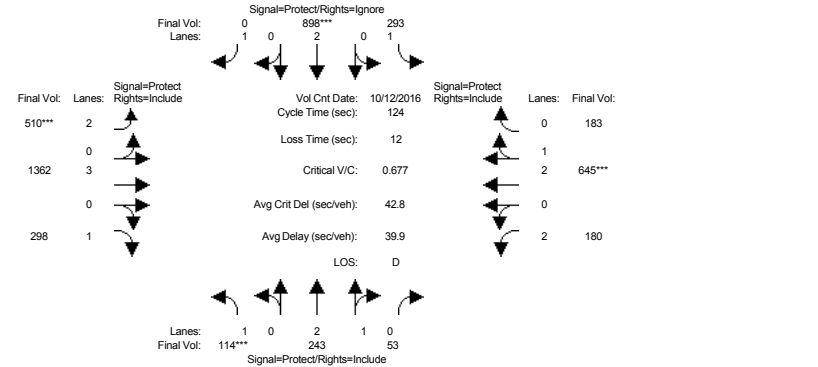 Signal=Protect/Rights=Ignore
Final Vol: 0 898*** 293
Lanes: 1 0 2 0 1
Signal=Protect Signal=Protect
Final Vol: Lanes: Rights=Include Vol Cnt Date: 10/12/2016 Rights=Include Lanes: Final Vol:
Cycle Time (sec): 124
510*** 2 0 183
Loss Time (sec): 12
0 1
1362 3 Critical V/C: 0.677 2 645***
0 Avg Crit Del (sec/veh): 42.8 0
298 1 Avg Delay (sec/veh): 39.9 2 180
LOS: D
Lanes: 1 0 2 1 0
Final Vol: 114*** 243 53
Signal=Protect/Rights=Include